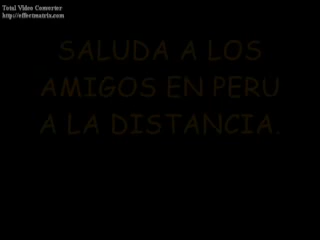 Total Video Converter
http://effectmatrix.com
SALUDA A LOS
AMIGOS EN PERU
A LA DISTANCIA.